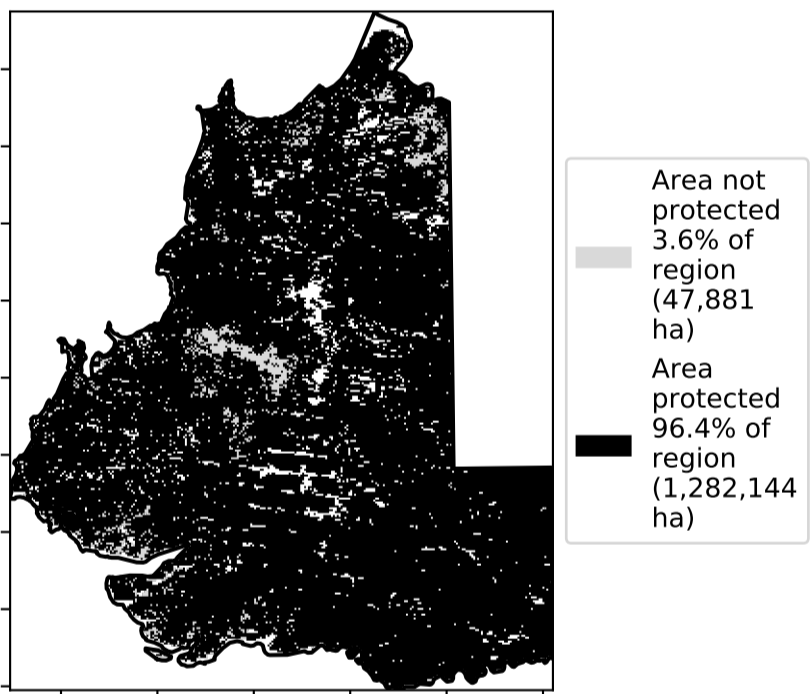 Area not
protected
3.6% of
region
(47,881
ha)
Area
protected
96.4% of
region
(1,282,144
ha)